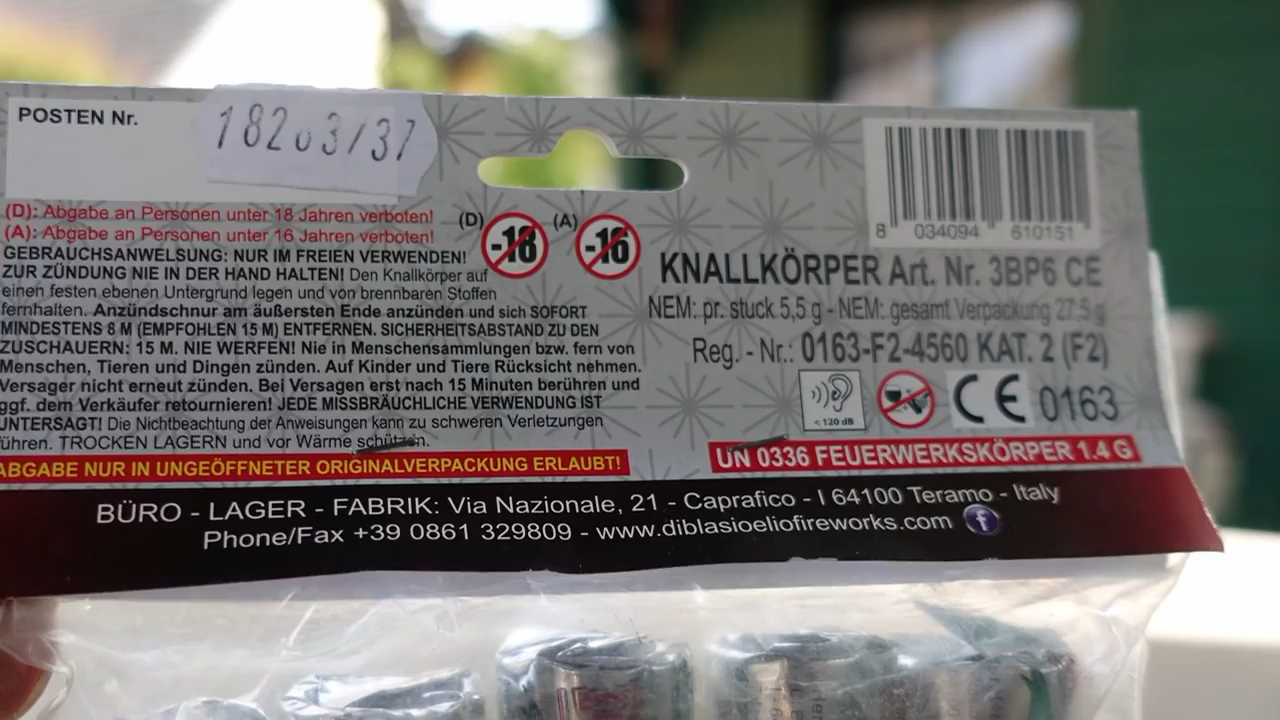 POSTEN Nr.
18203/37
8 034094 610151
(D): Abgabe an Personen unter 18 Jahren verboten!
(A): Abgabe an Personen unter 16 Jahren verboten!
(D) -18 (A) -16
GEBRAUCHSANWEISUNG: NUR IM FREIEN VERWENDEN!
ZUR ZÜNDUNG NIE IN DER HAND HALTEN! Den Knallkörper auf
einen festen ebenen Untergrund legen und von brennbaren Stoffen
fernhalten. Anzündschnur am äußersten Ende anzünden und sich SOFORT
MINDESTENS 8 M (EMPFOHLEN 15 M) ENTFERNEN. SICHERHEITSABSTAND ZU DEN
ZUSCHAUERN: 15 M. NIE WERFEN! Nie in Menschensammlungen bzw. fern von
Menschen, Tieren und Dingen zünden. Auf Kinder und Tiere Rücksicht nehmen.
Versager nicht erneut zünden. Bei Versagen erst nach 15 Minuten berühren und
ggf. dem Verkäufer retournieren! JEDE MISSBRÄUCHLICHE VERWENDUNG IST
UNTERSAGT! Die Nichtbeachtung der Anweisungen kann zu schweren Verletzungen
führen. TROCKEN LAGERN und vor Wärme schützen.
ABGABE NUR IN UNGEÖFFNETER ORIGINALVERPACKUNG ERLAUBT!
KNALLKÖRPER Art. Nr. 3BP6 CE
NEM: pr. stuck 5,5 g - NEM: gesamt Verpackung 27,5 g
Reg. - Nr.: 0163-F2-4560 KAT. 2 (F2)
< 120 dB
CE 0163
UN 0336 FEUERWERKSKÖRPER 1.4 G
BÜRO - LAGER - FABRIK: Via Nazionale, 21 - Caprafico - I 64100 Teramo - Italy
Phone/Fax +39 0861 329809 - www.diblasioeliofireworks.com f